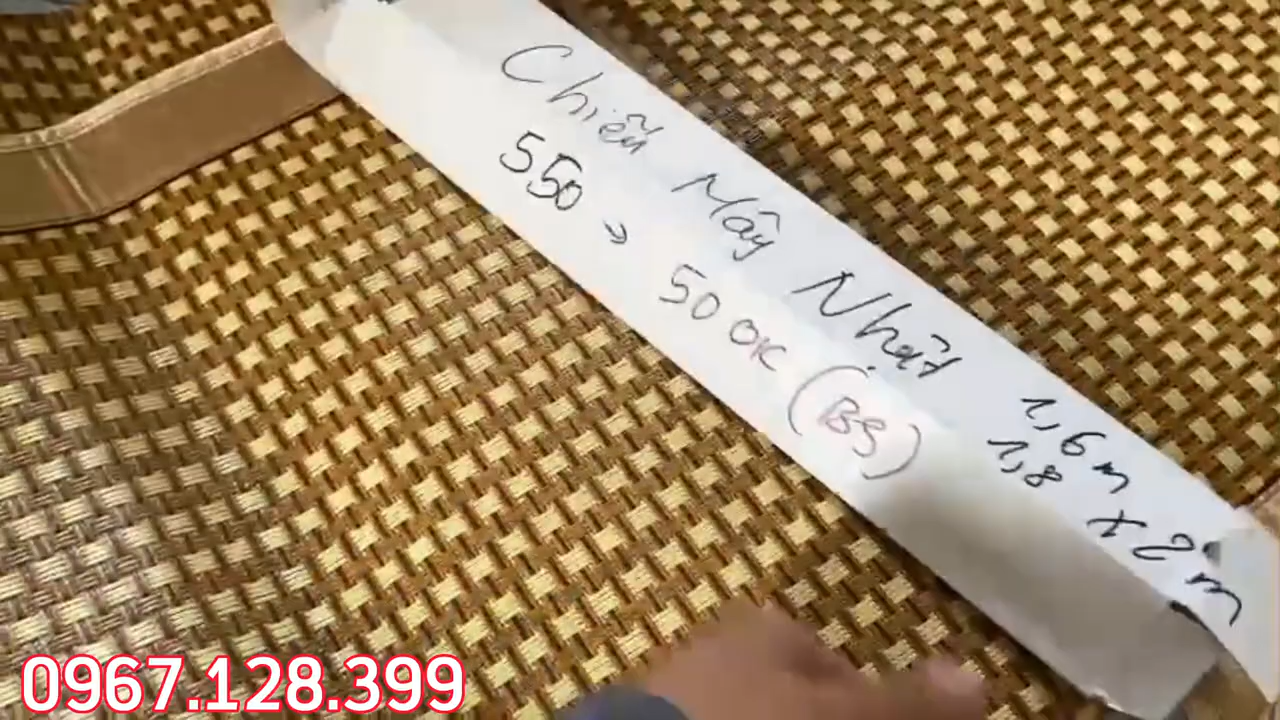 Chiếu Mây Nhật 1,6m
550 → 500K (BS) 1,8 x 2m
0967.128.399